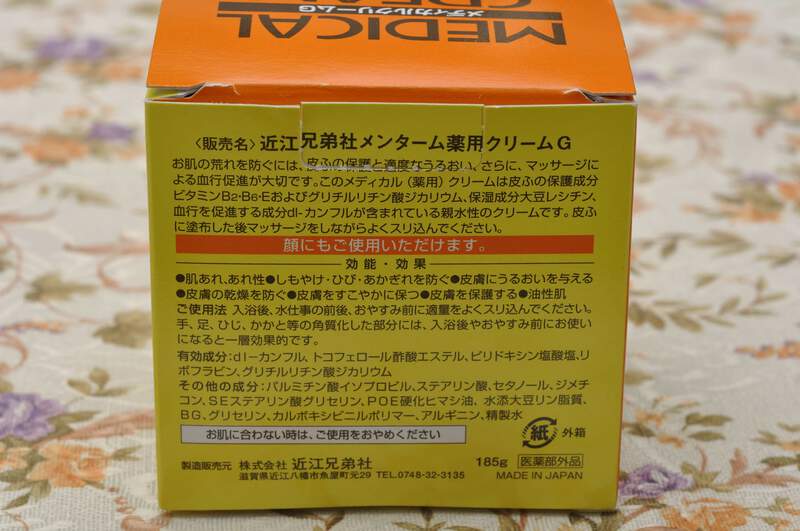 MEDICAL
CREAM
メディカルクリームG
〈販売名〉近江兄弟社メンターム薬用クリームG
お肌の荒れを防ぐには、皮ふの保護と適度なうるおい、さらに、マッサージ
による血行促進が大切です。このメディカル(薬用)クリームは皮ふの保護成分
ビタミンB2・B6・Eおよびグリチルリチン酸ジカリウム、保湿成分大豆レシチン、
血行を促進する成分dl-カンフルが含まれている親水性のクリームです。皮ふ
に塗布した後マッサージをしながらよくスリ込んでください。
顔にもご使用いただけます。
効能・効果
●肌あれ、あれ性●しもやけ・ひび・あかぎれを防ぐ●皮膚にうるおいを与える
●皮膚の乾燥を防ぐ●皮膚をすこやかに保つ●皮膚を保護する●油性肌
ご使用法 入浴後、水仕事の前後、おやすみ前に適量をよくスリ込んでください。
手、足、ひじ、かかと等の角質化した部分には、入浴後やおやすみ前にお使い
になると一層効果的です。
有効成分:dl-カンフル、トコフェロール酢酸エステル、ピリドキシン塩酸塩、リ
ボフラビン、グリチルリチン酸ジカリウム
その他の成分:パルミチン酸イソプロピル、ステアリン酸、セタノール、ジメチ
コン、SEステアリン酸グリセリン、POE硬化ヒマシ油、水添大豆リン脂質、
BG、グリセリン、カルボキシビニルポリマー、アルギニン、精製水
お肌に合わない時は、ご使用をおやめください
紙 外箱
製造販売元 株式会社 近江兄弟社
185g 医薬部外品
滋賀県近江八幡市魚屋町元29 TEL.0748-32-3135
MADE IN JAPAN